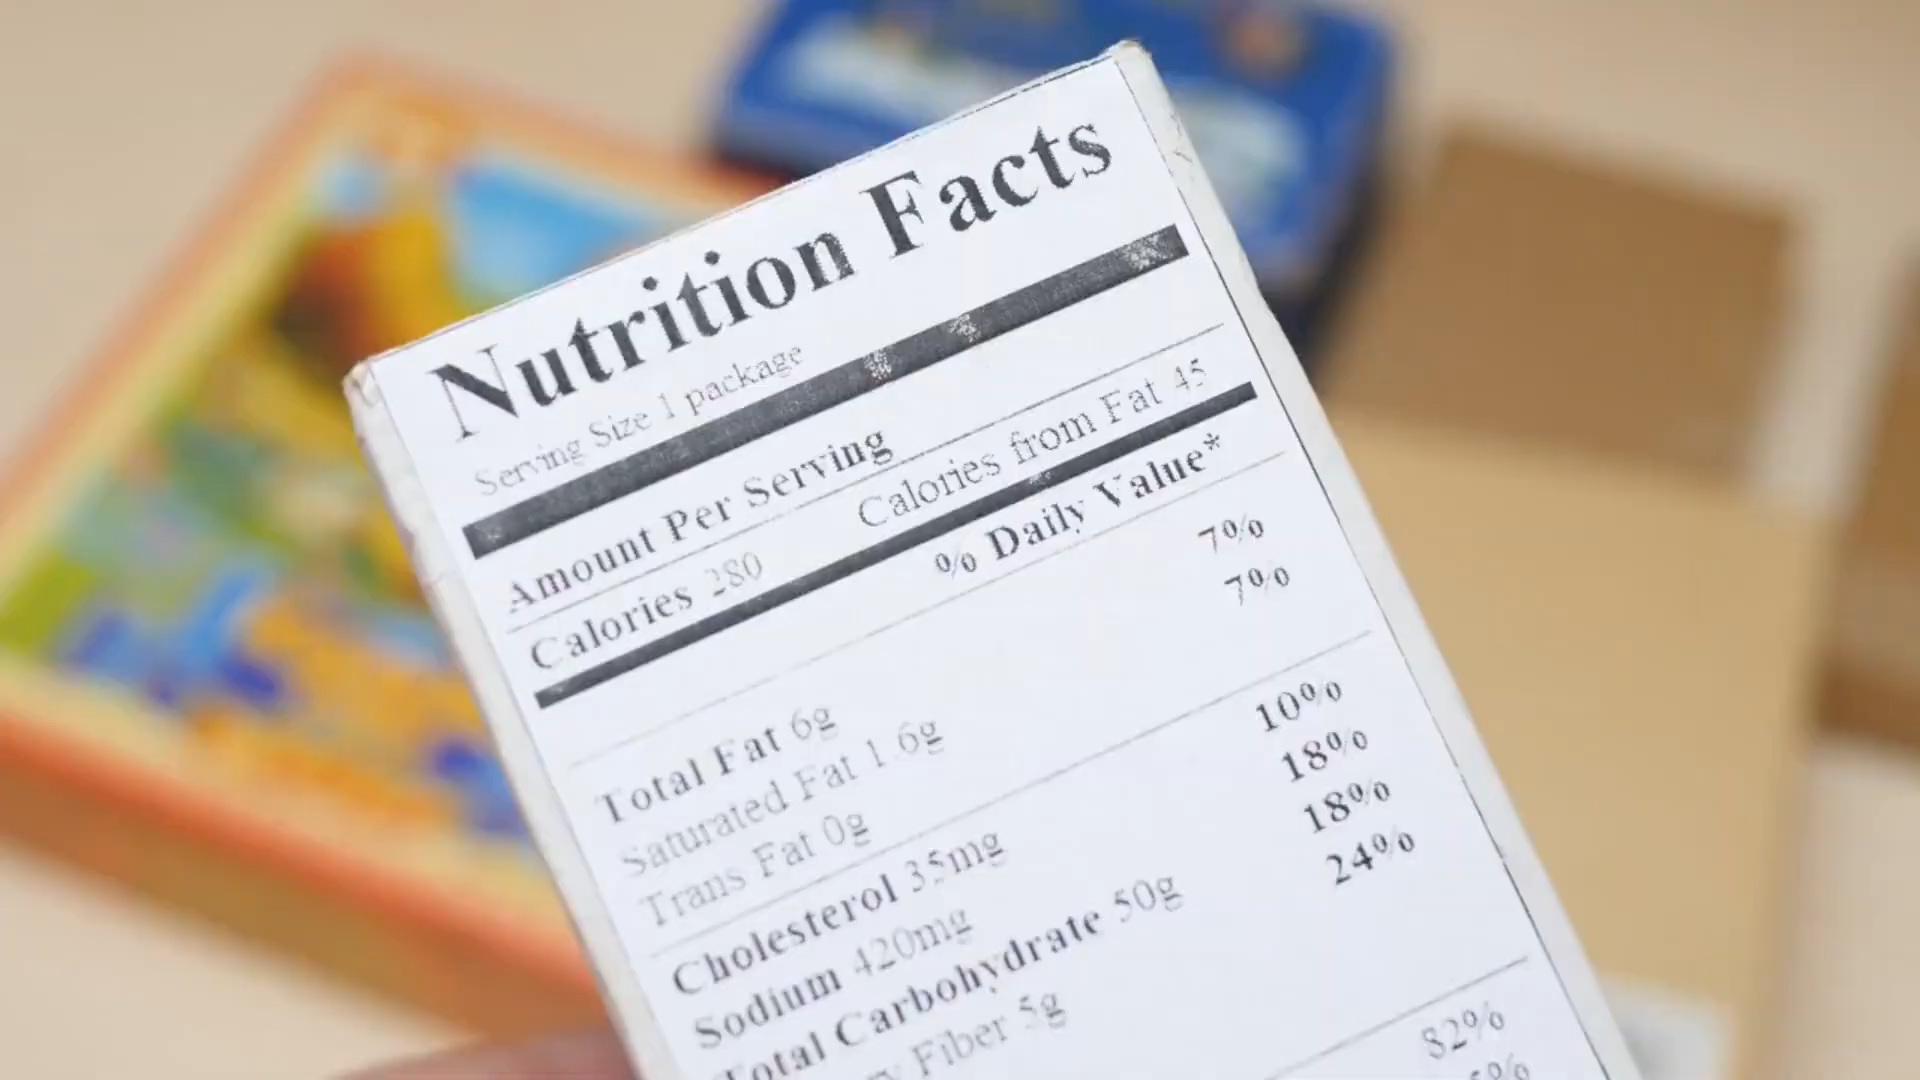 Nutrition Facts
Serving Size 1 package
Amount Per Serving
Calories 280 Calories from Fat 45
% Daily Value*
Total Fat 6g 7%
Saturated Fat 1.6g 7%
Trans Fat 0g
Cholesterol 35mg 10%
Sodium 420mg 18%
Total Carbohydrate 50g 18%
Fiber 5g 24%
82%